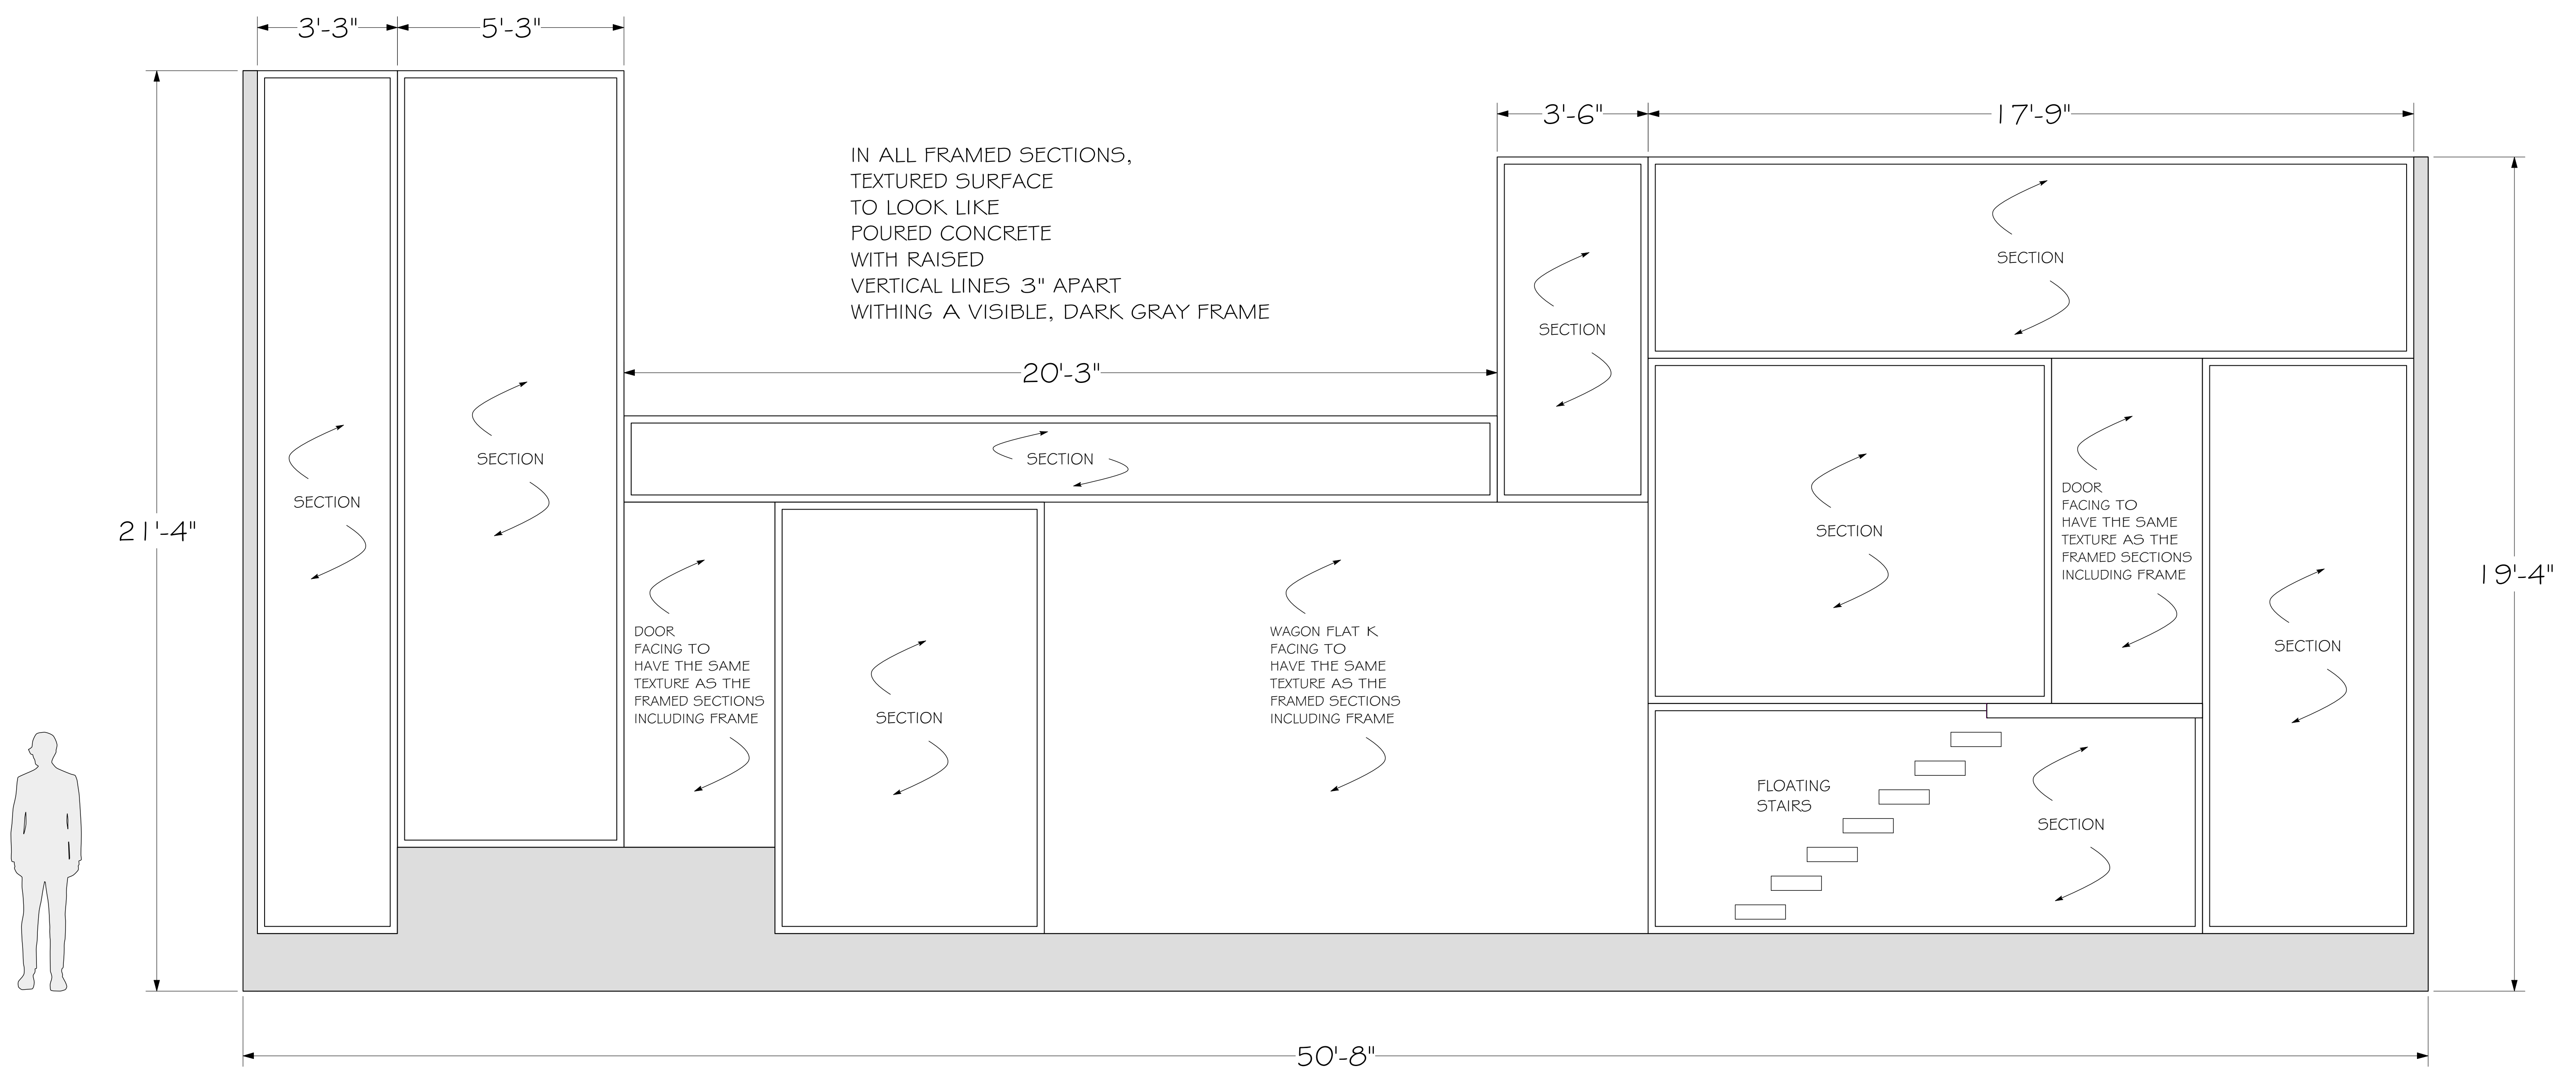 3'-3"
5'-3"
3'-6"
17'-9"
IN ALL FRAMED SECTIONS,
TEXTURED SURFACE
TO LOOK LIKE
POURED CONCRETE
WITH RAISED
VERTICAL LINES 3" APART
WITHING A VISIBLE, DARK GRAY FRAME
20'-3"
21'-4"
19'-4"
SECTION
SECTION
SECTION
SECTION
SECTION
SECTION
DOOR
FACING TO
HAVE THE SAME
TEXTURE AS THE
FRAMED SECTIONS
INCLUDING FRAME
SECTION
DOOR
FACING TO
HAVE THE SAME
TEXTURE AS THE
FRAMED SECTIONS
INCLUDING FRAME
SECTION
WAGON FLAT K
FACING TO
HAVE THE SAME
TEXTURE AS THE
FRAMED SECTIONS
INCLUDING FRAME
FLOATING
STAIRS
SECTION
50'-8"